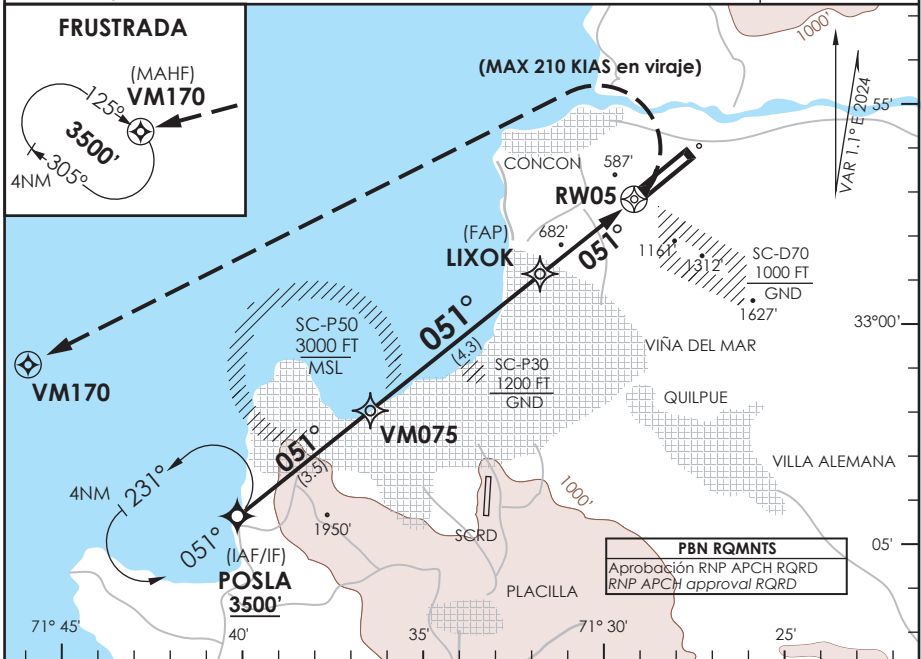 FRUSTRADA
(MAHF)
VM170
125°
3500'
305°
4NM
(MAX 210 KIAS en viraje)
1000'
VAR 1.1° E 2024
55'
CONCON
587'
RW05
(FAP)
LIXOK
682'
051°
1161'
1312'
SC-D70
1000 FT
GND
1627'
33°00'
SC-P50
3000 FT
MSL
051°
(4.3)
SC-P30
1200 FT
GND
VIÑA DEL MAR
VM170
QUILPUE
VM075
051°
(3.5)
VILLA ALEMANA
4NM
231°
051°
(IAF/IF)
POSLA
3500'
1950'
SCRD
1000'
05'
PBN RQMNTS
Aprobación RNP APCH RQRD
RNP APCH approval RQRD
PLACILLA
71° 45'
40'
35'
71° 30'
25'